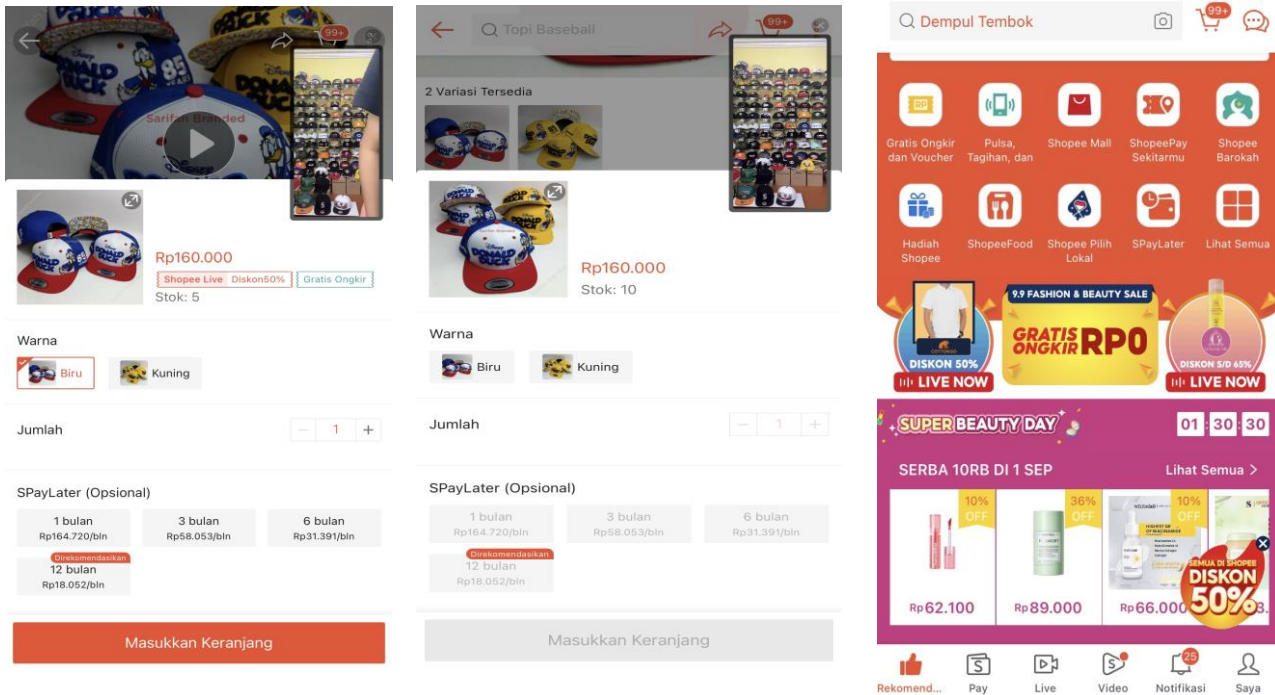 99+
Sarifan Branded
Rp160.000
Shopee Live Diskon50% Gratis Ongkir
Stok: 5
Warna
Biru
Kuning
Jumlah
- 1 +
SPayLater (Opsional)
1 bulan
Rp164.720/bln
3 bulan
Rp58.053/bln
6 bulan
Rp31.391/bln
Direkomendasikan
12 bulan
Rp18.052/bln
Masukkan Keranjang
Topi Baseball
99+
2 Variasi Tersedia
Rp160.000
Stok: 10
Warna
Biru
Kuning
Jumlah
- 1 +
SPayLater (Opsional)
1 bulan
Rp164.720/bln
3 bulan
Rp58.053/bln
6 bulan
Rp31.391/bln
Direkomendasikan
12 bulan
Rp18.052/bln
Masukkan Keranjang
Dempul Tembok
99+
RP
Gratis Ongkir
dan Voucher
Pulsa,
Tagihan, dan
Shopee Mall
ShopeePay
Sekitarmu
Shopee
Barokah
Hadiah
Shopee
ShopeeFood
Shopee Pilih
Lokal
SPayLater
Lihat Semua
DISKON 50%
LIVE NOW
9.9 FASHION & BEAUTY SALE
GRATIS
ONGKIR RP0
DISKON S/D 65%
LIVE NOW
SUPER BEAUTY DAY
01 : 30 : 30
SERBA 10RB DI 1 SEP
Lihat Semua >
10%
OFF
36%
OFF
10%
OFF
Rp62.100
Rp89.000
Rp66.000
SEMUA DI SHOPEE
DISKON
50%
Rekomend...
Pay
Live
Video
25
Notifikasi
Saya